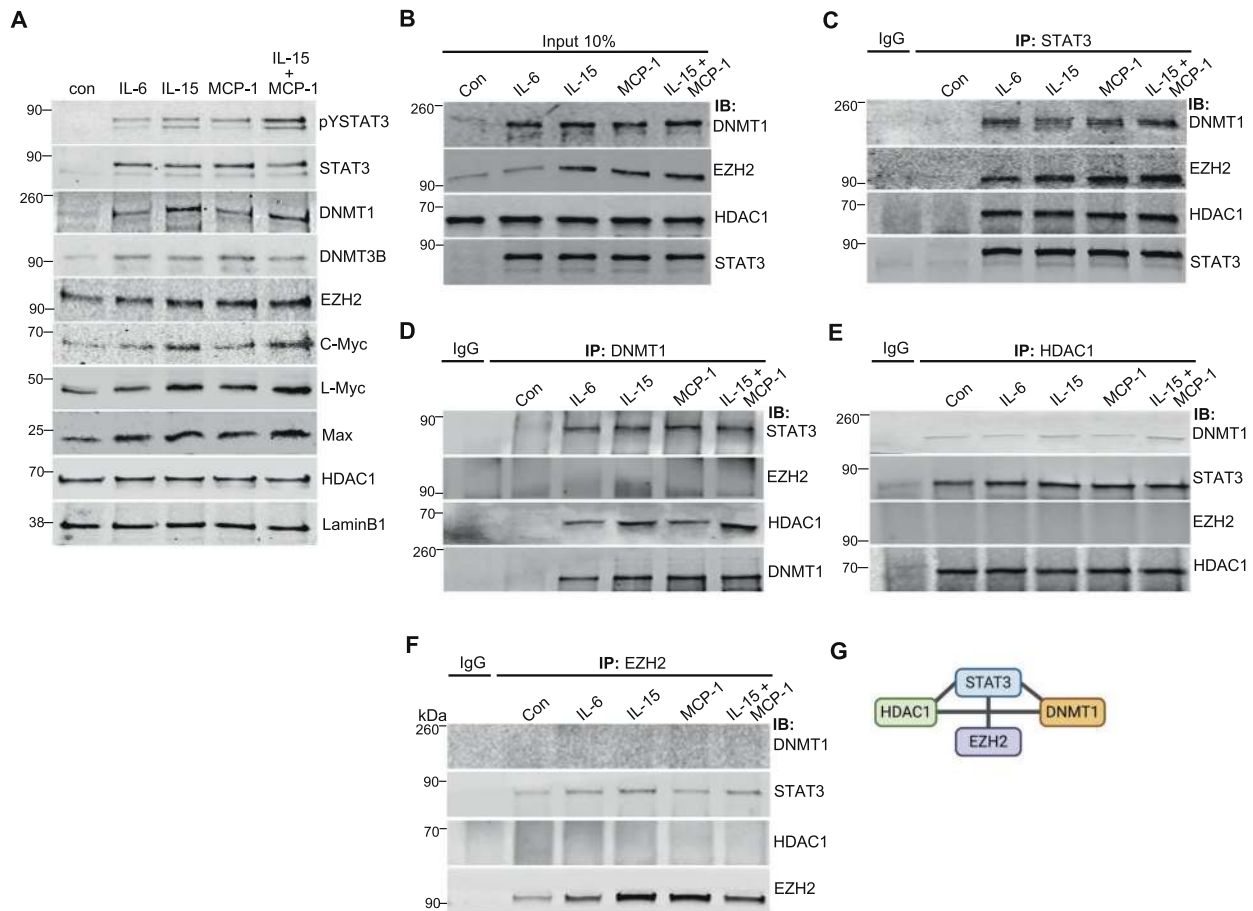 A
con
IL-6
IL-15
MCP-1
IL-15
+
MCP-1
90
pYSTAT3
90
STAT3
260
DNMT1
90
DNMT3B
90
EZH2
70
C-Myc
50
L-Myc
25
Max
70
HDAC1
38
LaminB1
B
Input 10%
Con
IL-6
IL-15
MCP-1
IL-15 +
MCP-1
IB:
260
DNMT1
EZH2
90
70
HDAC1
90
STAT3
C
IgG
IP: STAT3
Con
IL-6
IL-15
MCP-1
IL-15 +
MCP-1
IB:
260
DNMT1
EZH2
90
70
HDAC1
90
STAT3
D
IgG
IP: DNMT1
Con
IL-6
IL-15
MCP-1
IL-15 +
MCP-1
IB:
90
STAT3
EZH2
90
70
HDAC1
260
DNMT1
E
IgG
IP: HDAC1
Con
IL-6
IL-15
MCP-1
IL-15 +
MCP-1
IB:
260
DNMT1
90
STAT3
EZH2
90
70
HDAC1
F
IgG
IP: EZH2
Con
IL-6
IL-15
MCP-1
IL-15 +
MCP-1
IB:
kDa
260
DNMT1
90
STAT3
70
HDAC1
EZH2
90
G
STAT3
HDAC1
DNMT1
EZH2